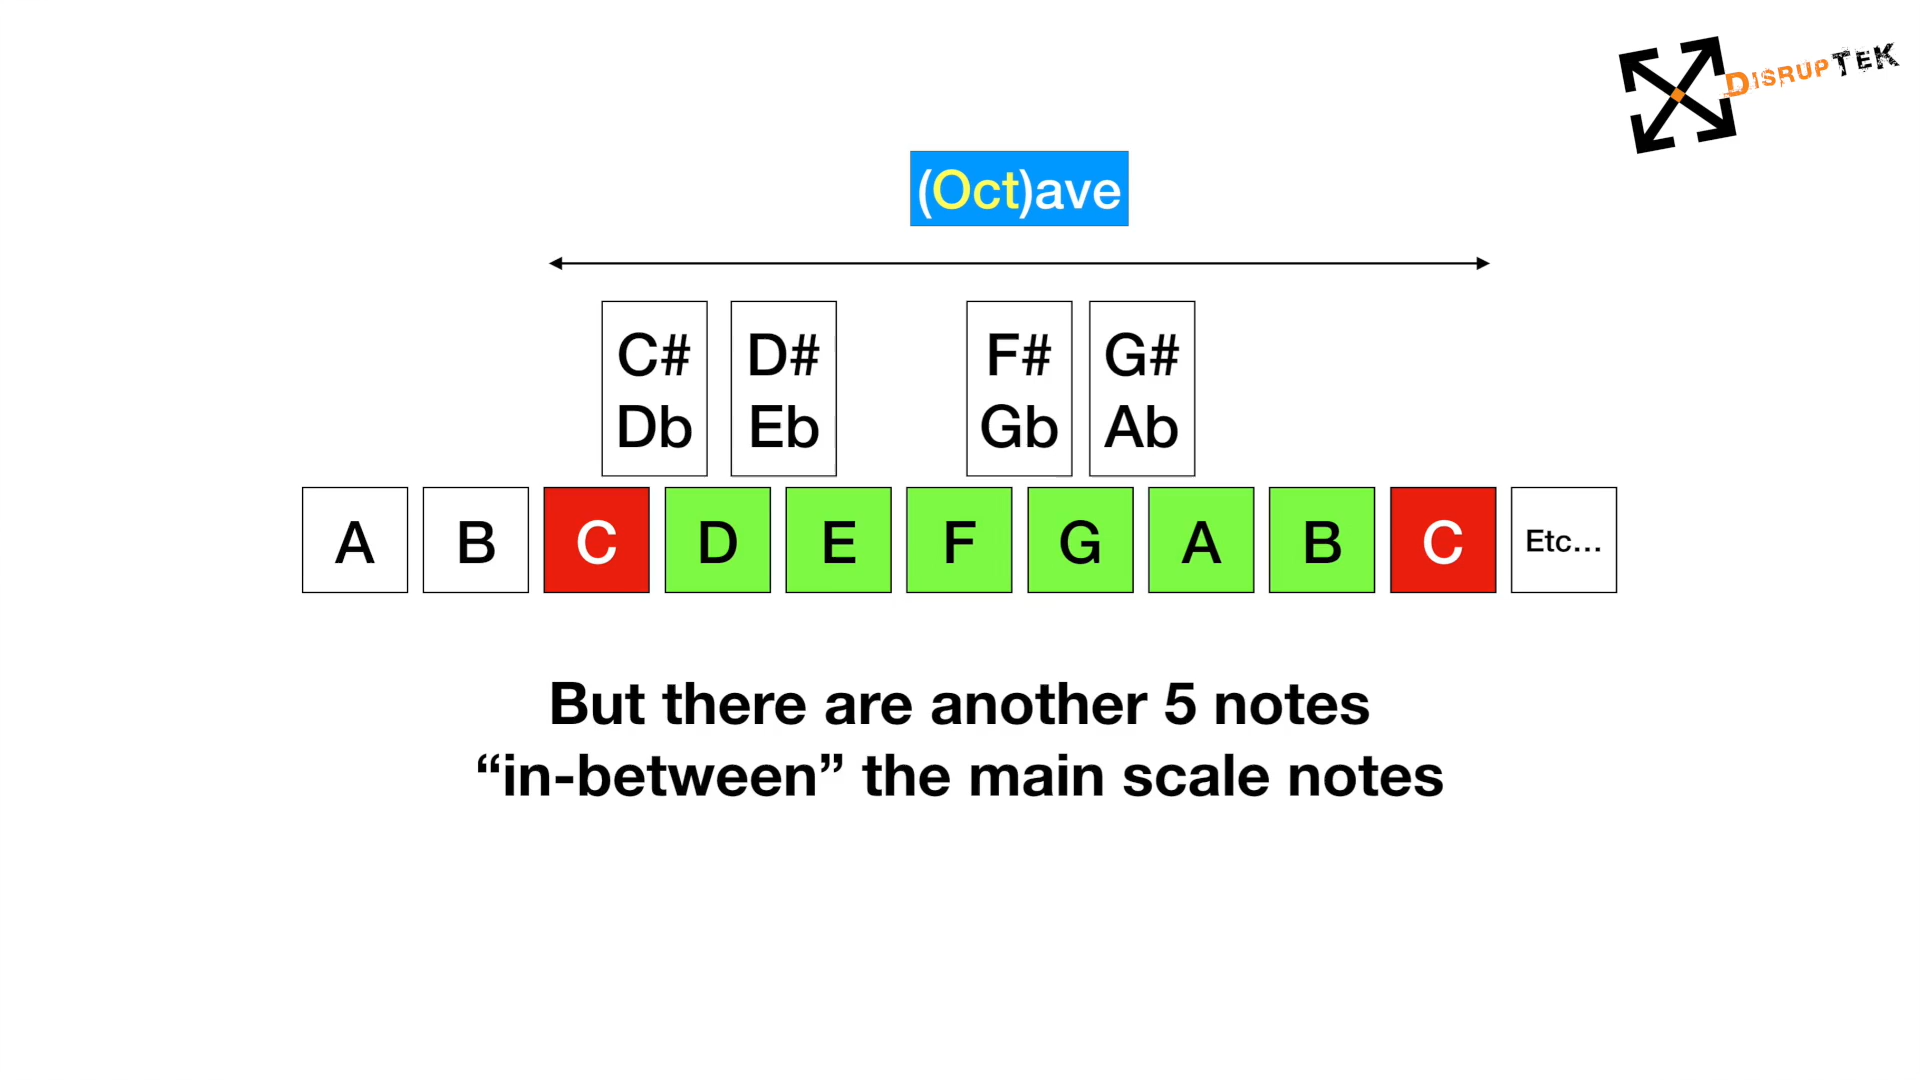 DisrupTEK
(Oct)ave
C# D# F# G#
Db Eb Gb Ab
A B C D E F G A B C Etc...
But there are another 5 notes
“in-between” the main scale notes